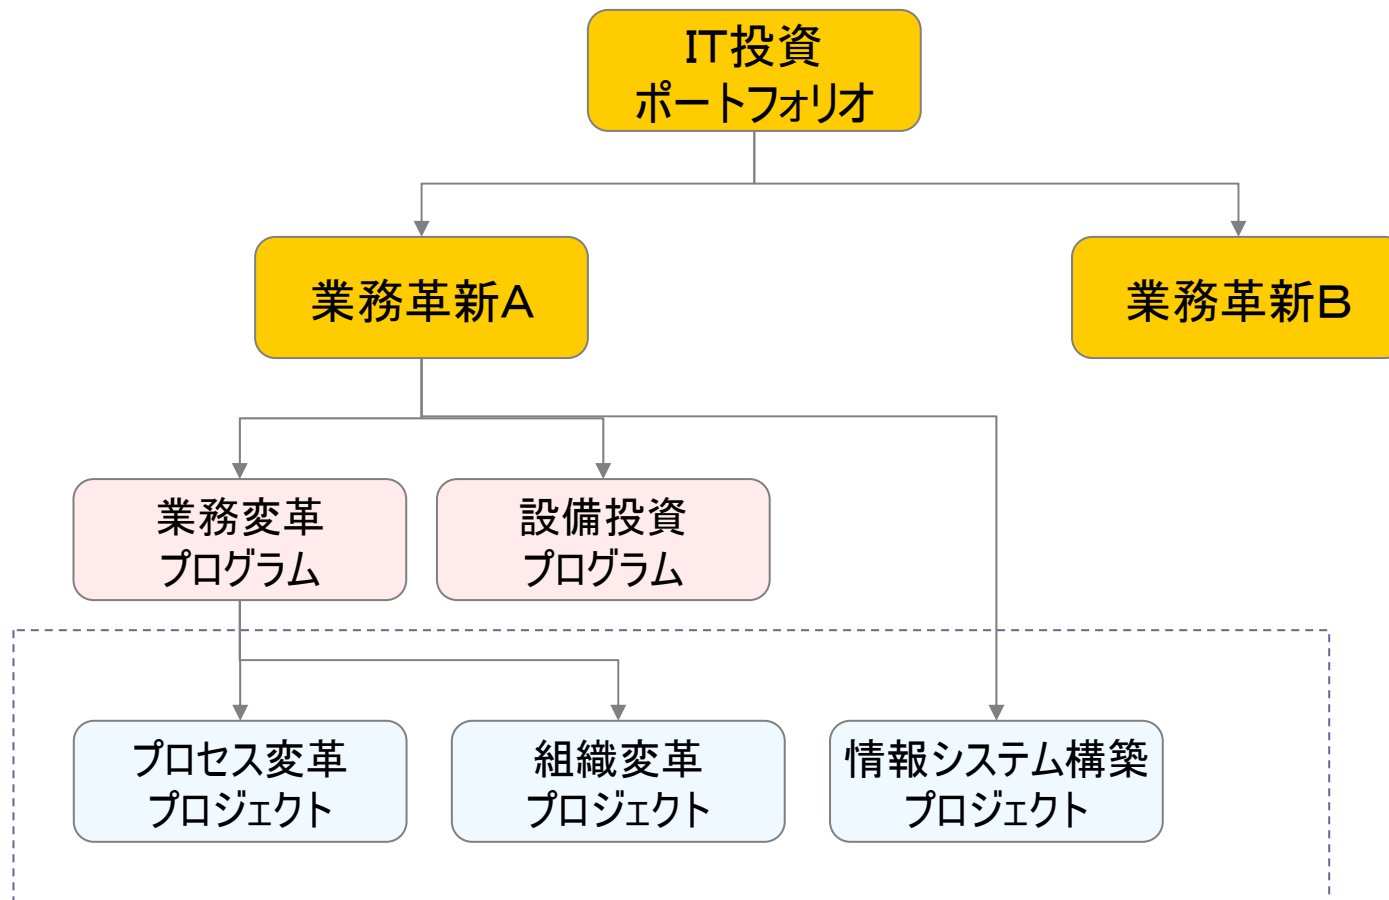 IT投資
ポートフォリオ
業務革新A
業務革新B
業務変革
プログラム
設備投資
プログラム
プロセス変革
プロジェクト
組織変革
プロジェクト
情報システム構築
プロジェクト